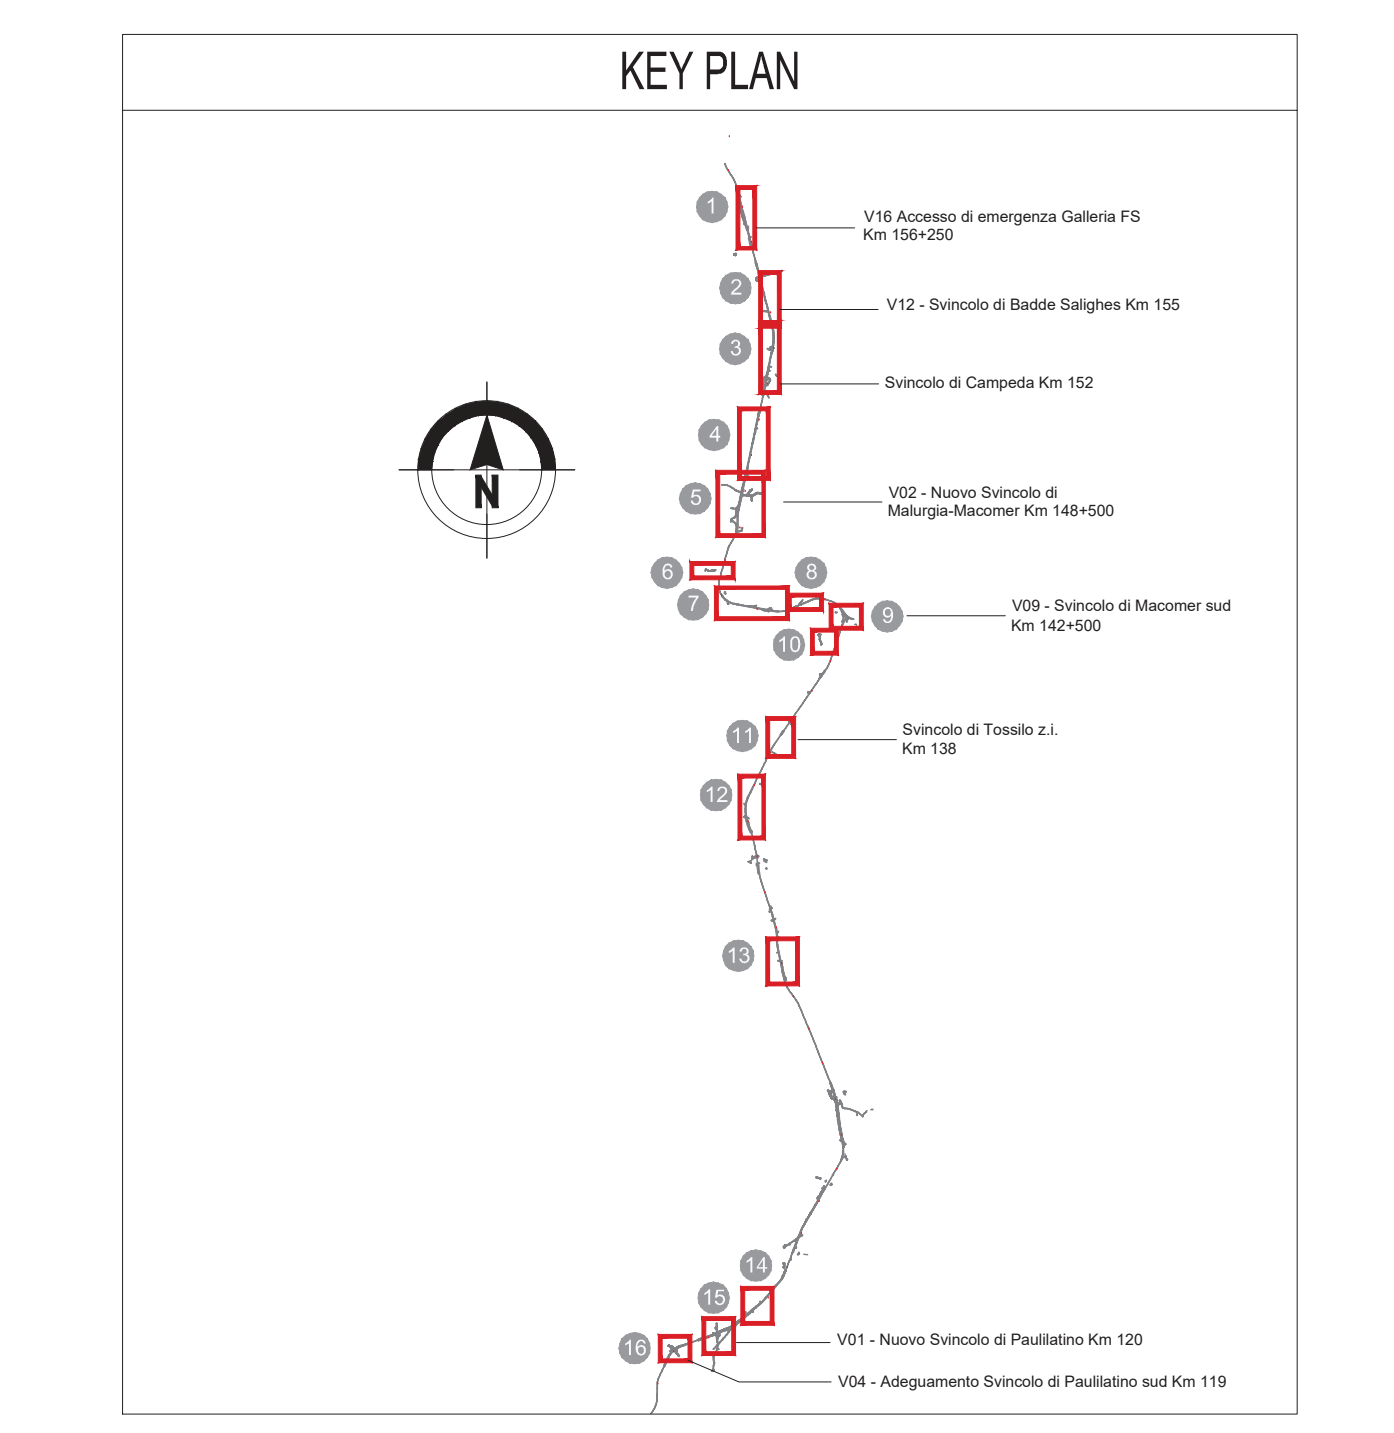 KEY PLAN
1
V16 Accesso di emergenza Galleria FS
Km 156+250
2
V12 - Svincolo di Badde Salighes Km 155
3
Svincolo di Campeda Km 152
4
N
5
V02 - Nuovo Svincolo di
Malurgia-Macomer Km 148+500
6
8
7
9
V09 - Svincolo di Macomer sud
Km 142+500
10
11
Svincolo di Tossilo z.i.
Km 138
12
13
14
15
16
V01 - Nuovo Svincolo di Paulilatino Km 120
V04 - Adeguamento Svincolo di Paulilatino sud Km 119